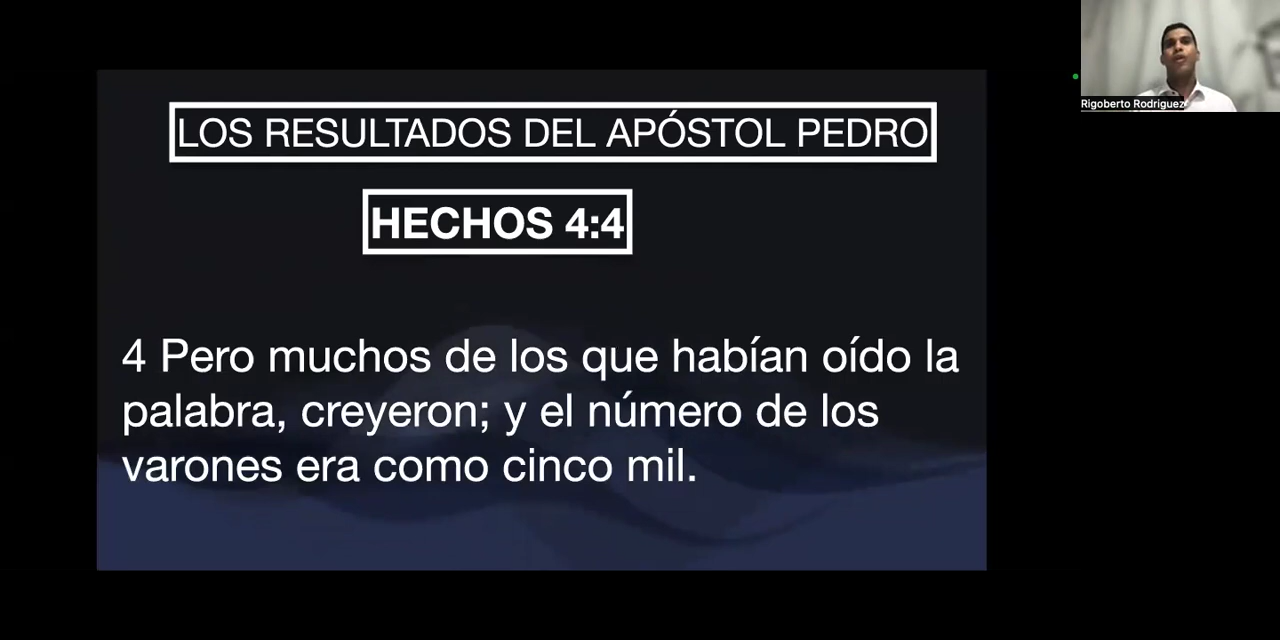 LOS RESULTADOS DEL APÓSTOL PEDRO
HECHOS 4:4
4 Pero muchos de los que habían oído la
palabra, creyeron; y el número de los
varones era como cinco mil.
Rigoberto Rodriguez